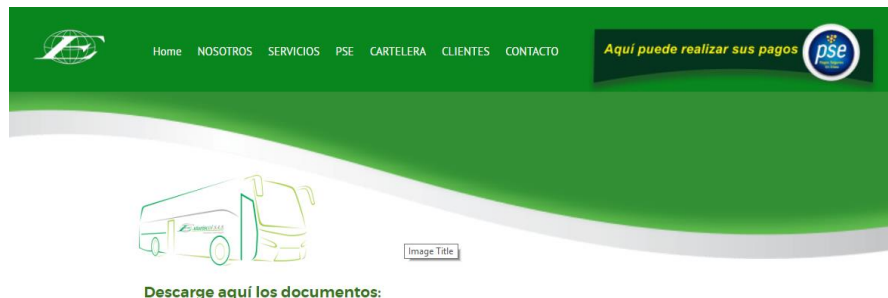 Home NOSOTROS SERVICIOS PSE CARTELERA CLIENTES CONTACTO
Aquí puede realizar sus pagos
pse
Image Title
Descarge aquí los documentos: